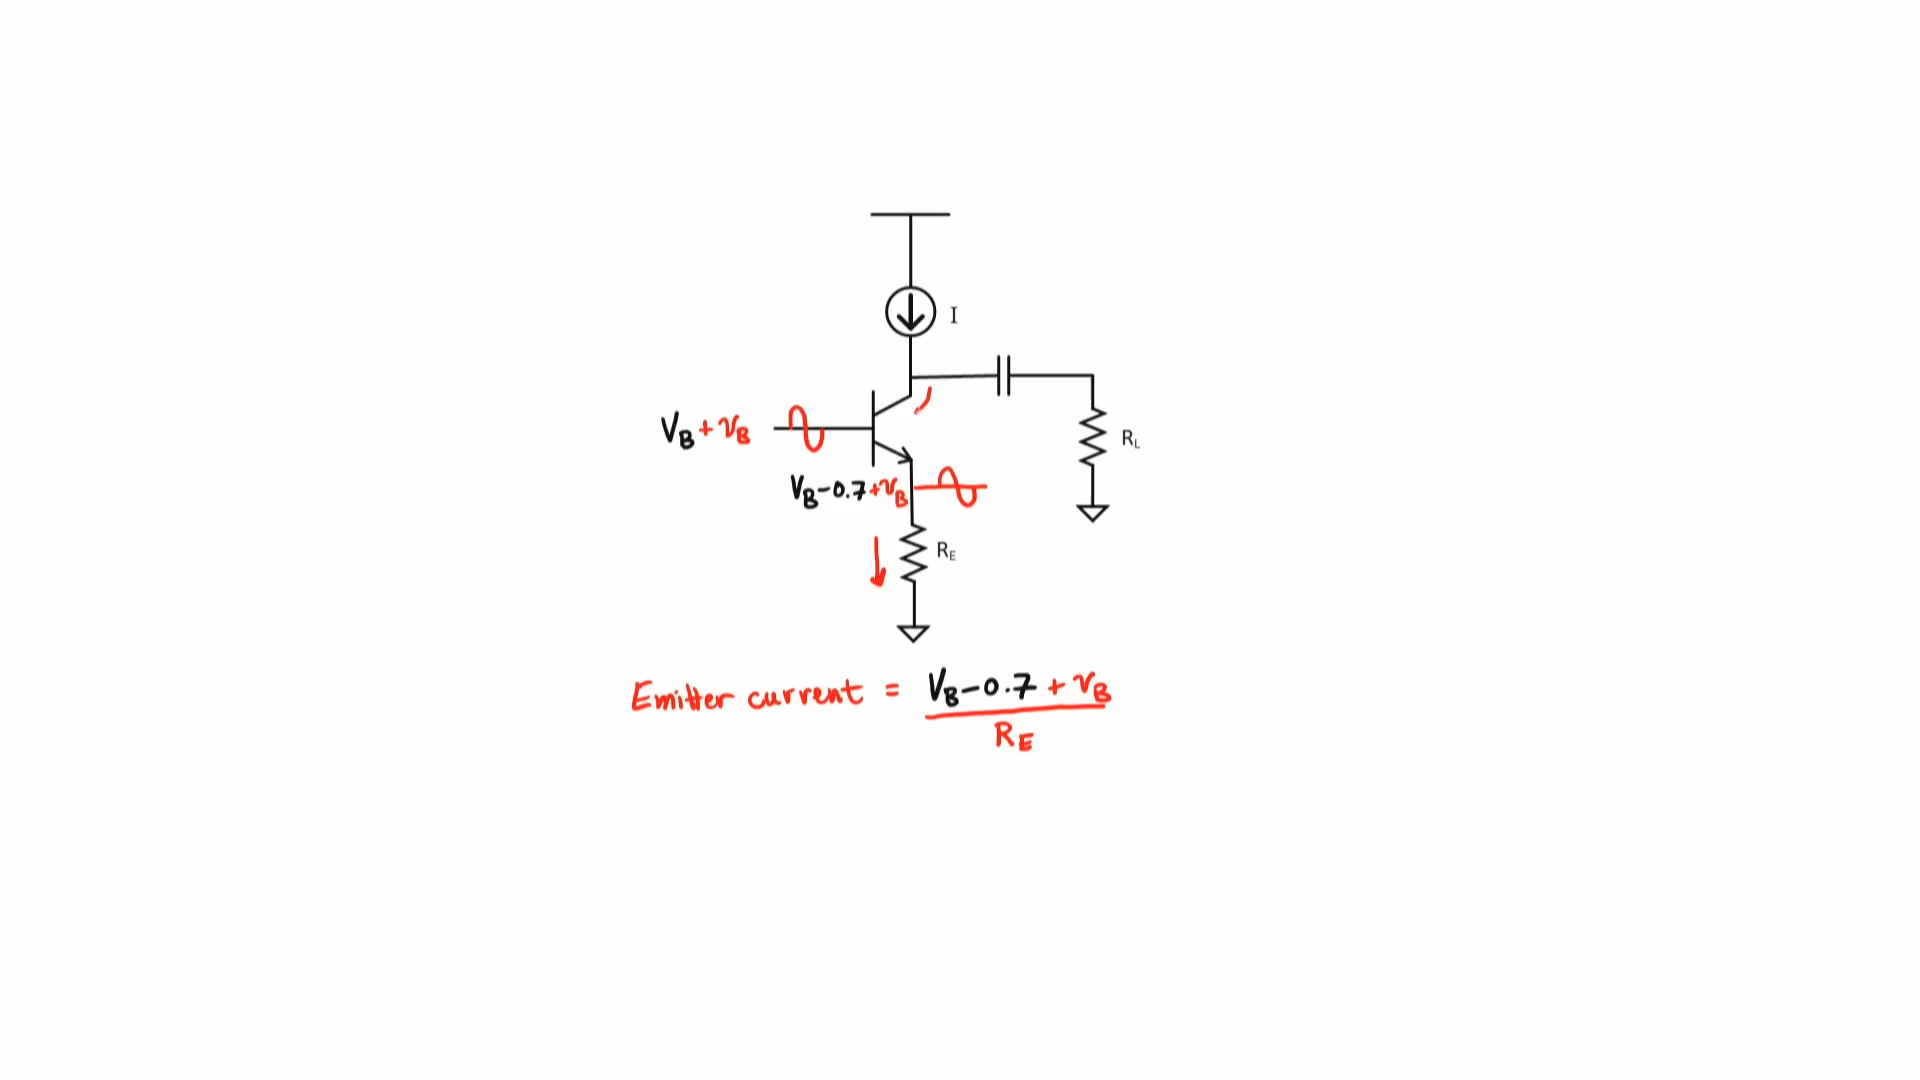 I
V_B + v_B
R_L
V_B - 0.7 + v_B
R_E
Emitter current = (V_B - 0.7 + v_B) / R_E